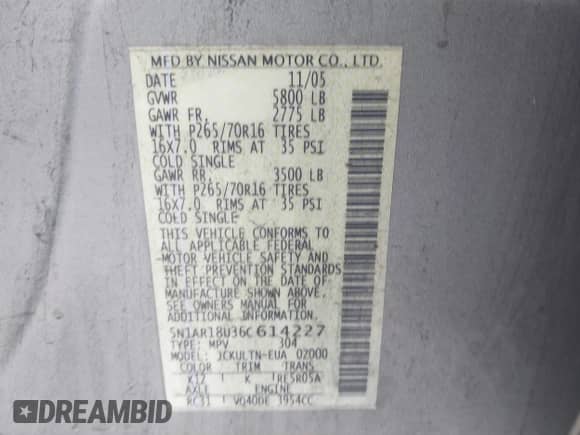 MFD BY NISSAN MOTOR CO., LTD.
DATE 11/05
GVWR 5800 LB
GAWR FR. 2775 LB
WITH P265/70R16 TIRES
16X7.0 RIMS AT 35 PSI
COLD SINGLE
GAWR RR. 3500 LB
WITH P265/70R16 TIRES
16X7.0 RIMS AT 35 PSI
COLD SINGLE
THIS VEHICLE CONFORMS TO
ALL APPLICABLE FEDERAL
MOTOR VEHICLE SAFETY AND
THEFT PREVENTION STANDARDS
IN EFFECT ON THE DATE OF
MANUFACTURE SHOWN ABOVE.
SEE OWNERS MANUAL FOR
ADDITIONAL INFORMATION.
5N1AR18U36C614227
TYPE: MPV 304
MODEL: JCKULTN-EUA 02000
COLOR TRIM TRANS
K12 K RE5R05A
AXLE ENGINE
RC31 VQ40DE 3954CC
AUTOBIDMASTER